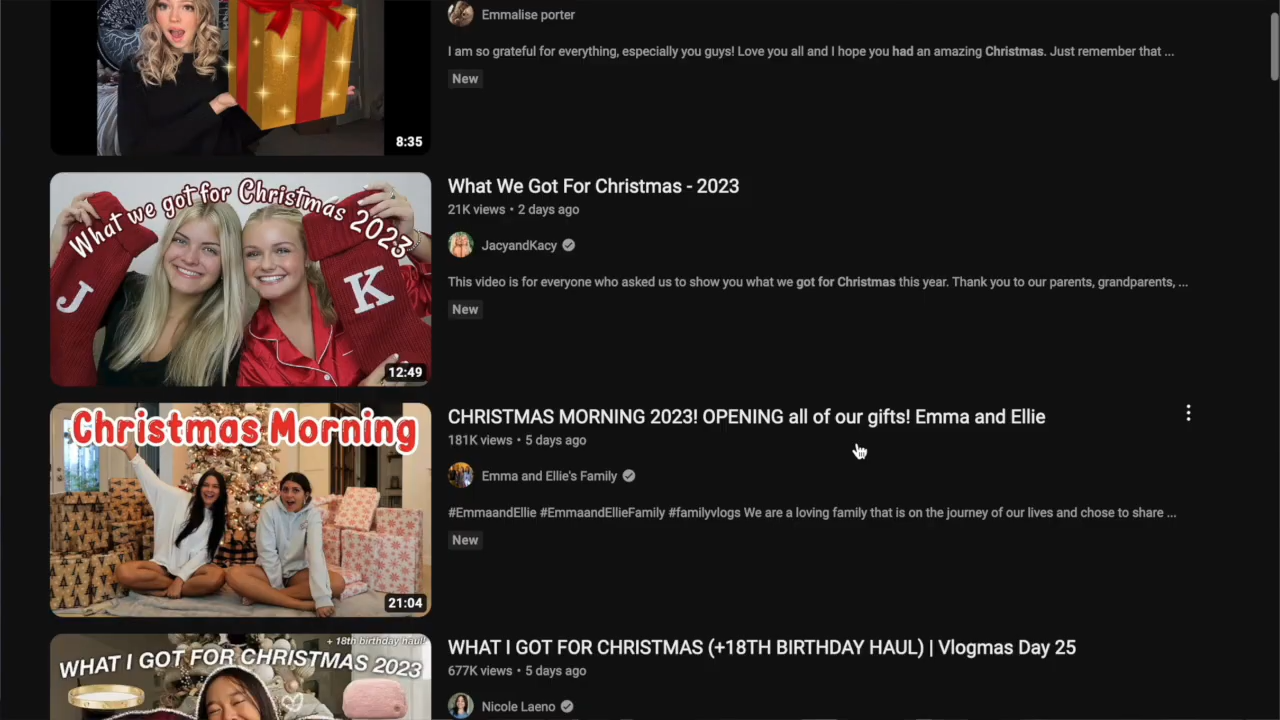 Emmalise porter
I am so grateful for everything, especially you guys! Love you all and I hope you had an amazing Christmas. Just remember that ...
New
8:35
What we got for Christmas 2023
J
K
12:49
What We Got For Christmas - 2023
21K views • 2 days ago
JacyandKacy
This video is for everyone who asked us to show you what we got for Christmas this year. Thank you to our parents, grandparents, ...
New
Christmas Morning
21:04
CHRISTMAS MORNING 2023! OPENING all of our gifts! Emma and Ellie
181K views • 5 days ago
Emma and Ellie's Family
#EmmaandEllie #EmmaandEllieFamily #familyvlogs We are a loving family that is on the journey of our lives and chose to share ...
New
+ 18th birthday haul!
WHAT I GOT FOR CHRISTMAS 2023
WHAT I GOT FOR CHRISTMAS (+18TH BIRTHDAY HAUL) | Vlogmas Day 25
677K views • 5 days ago
Nicole Laeno